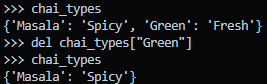 >>> chai_types
{'Masala': 'Spicy', 'Green': 'Fresh'}
>>> del chai_types["Green"]
>>> chai_types
{'Masala': 'Spicy'}